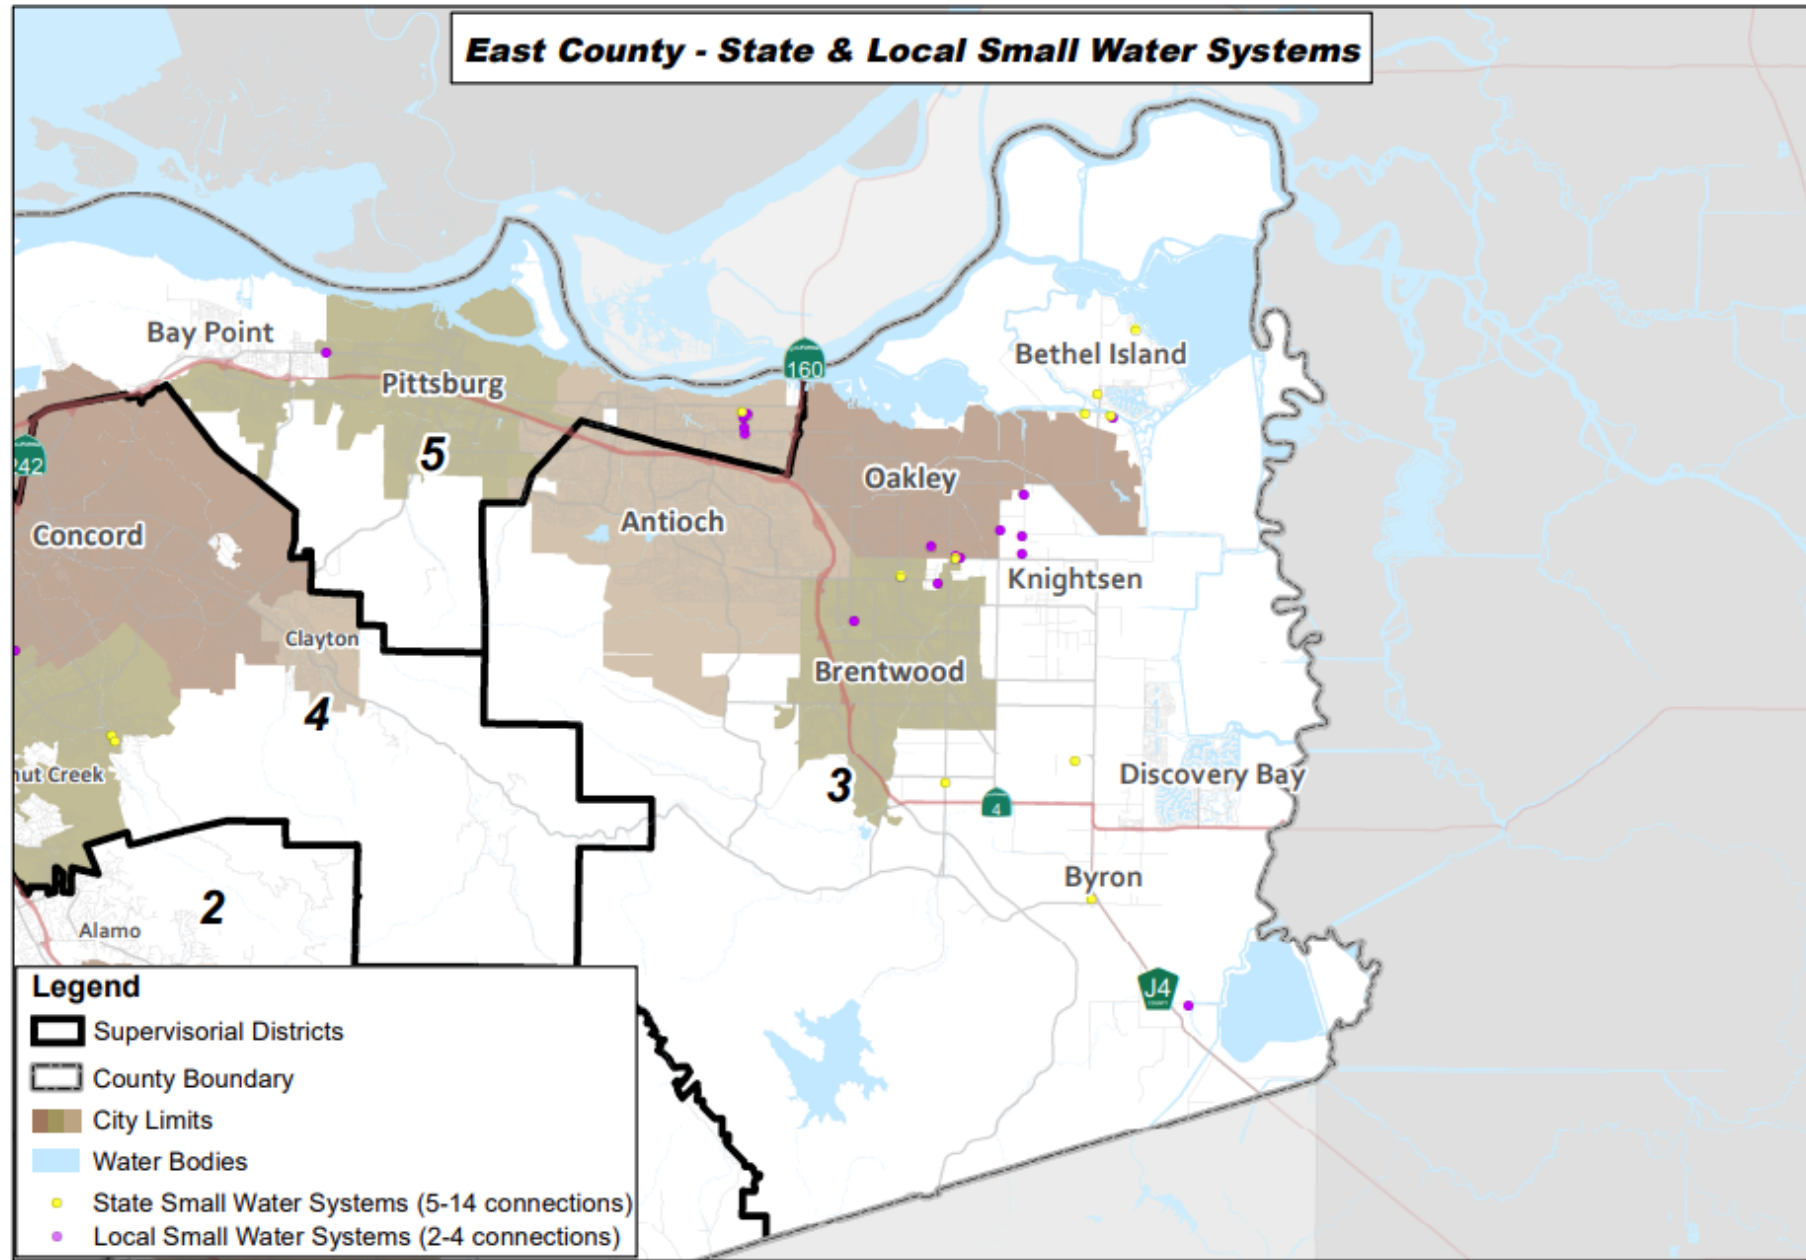 East County - State & Local Small Water Systems
Bay Point
Pittsburg
160
Bethel Island
5
242
Oakley
Concord
Antioch
Knightsen
Clayton
Brentwood
4
nut Creek
3
Discovery Bay
4
Byron
2
Alamo
J4
Legend
Supervisorial Districts
County Boundary
City Limits
Water Bodies
State Small Water Systems (5-14 connections)
Local Small Water Systems (2-4 connections)